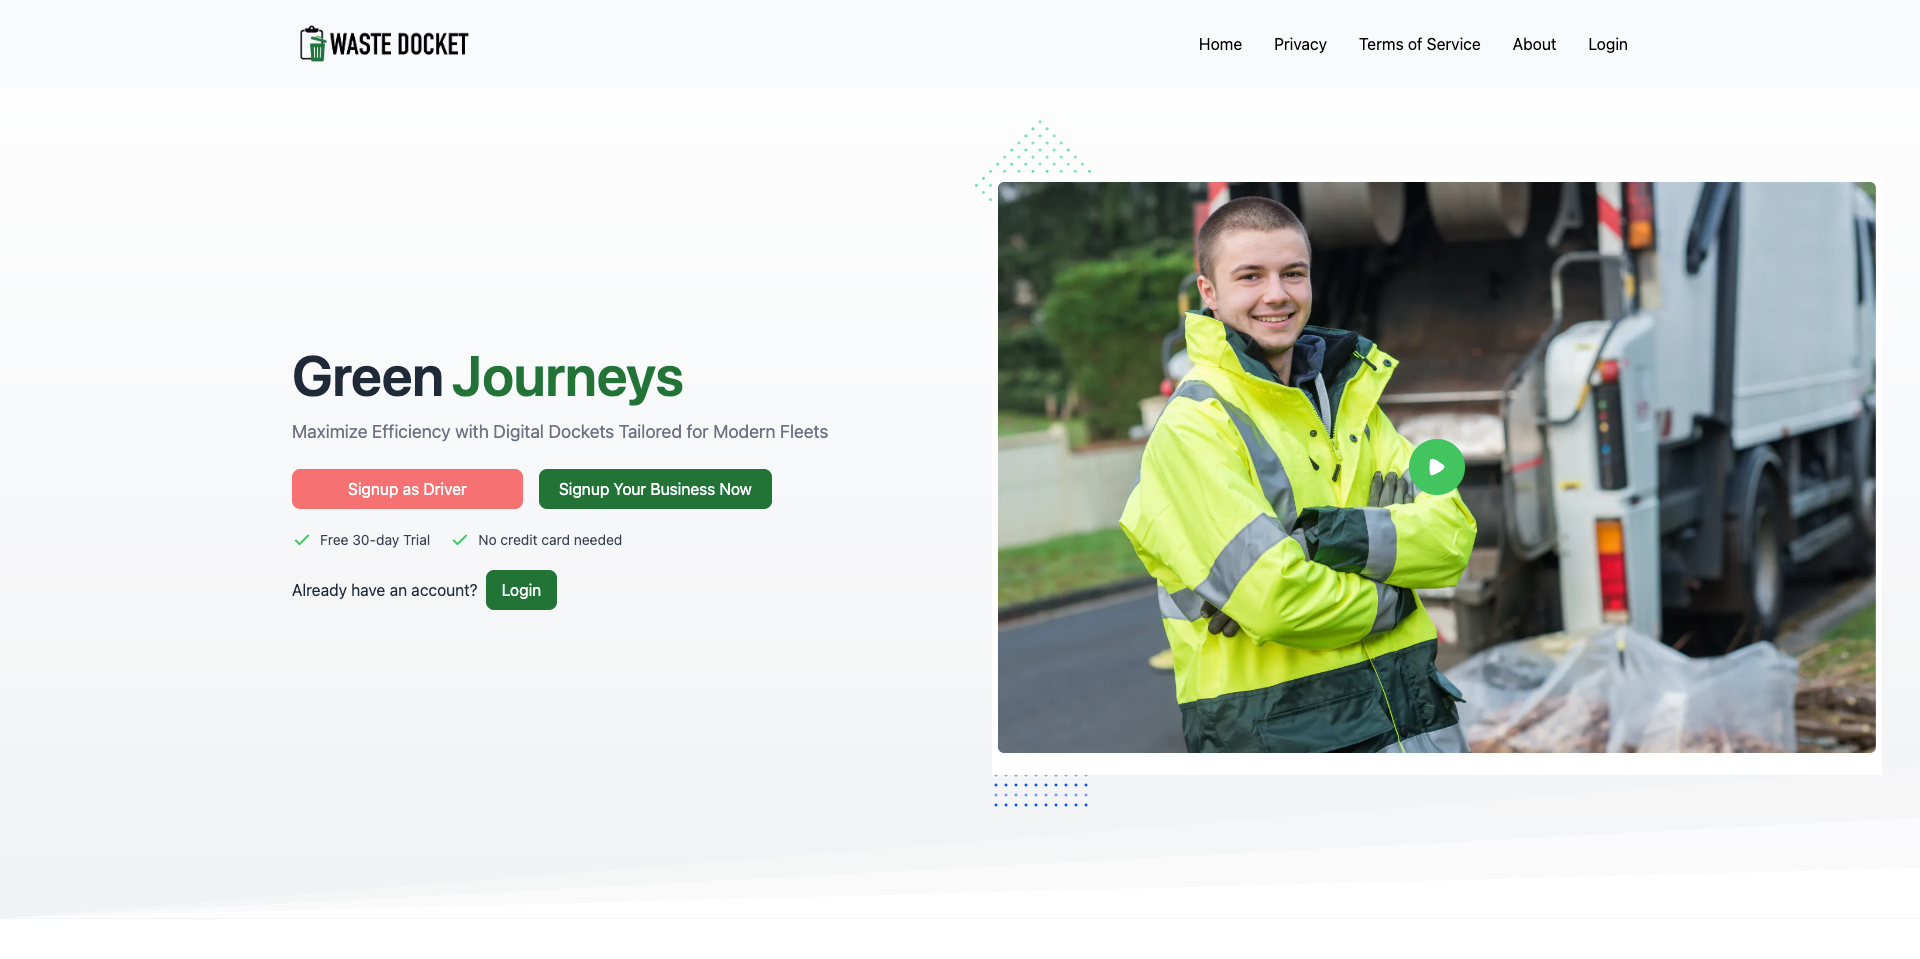 WASTE DOCKET
Home Privacy Terms of Service About Login
Green Journeys
Maximize Efficiency with Digital Dockets Tailored for Modern Fleets
Signup as Driver Signup Your Business Now
Free 30-day Trial No credit card needed
Already have an account? Login